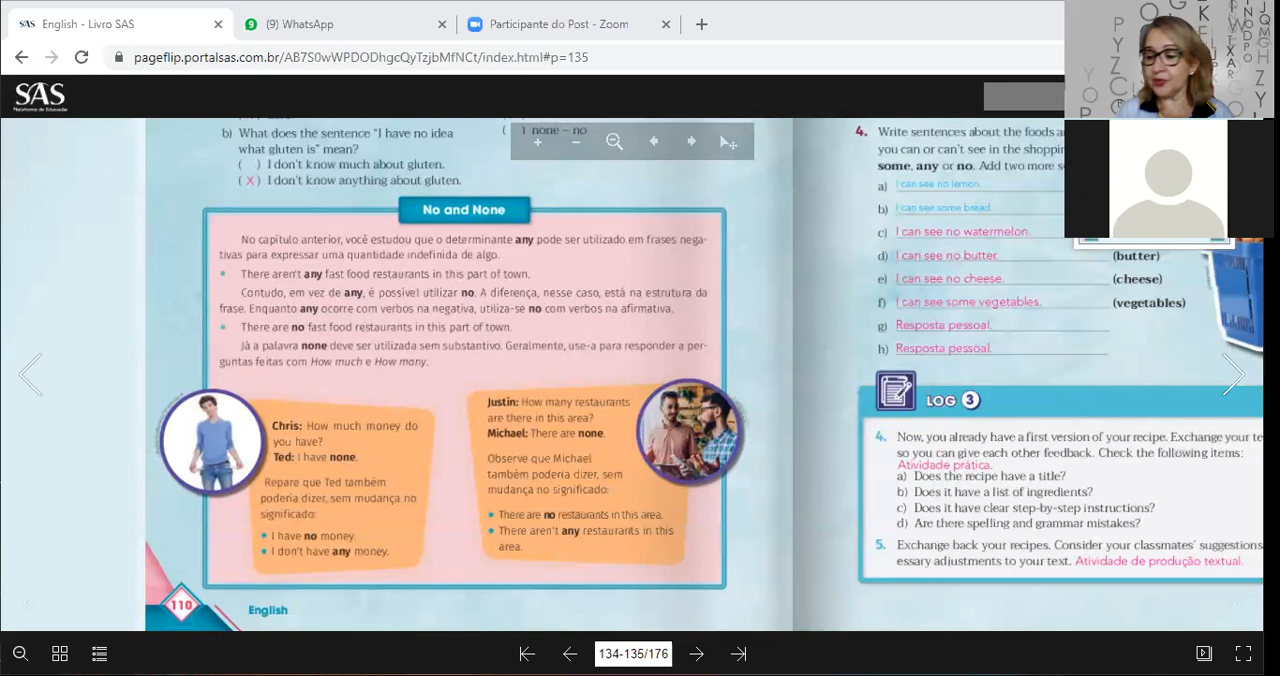 English - Livro SAS
(9) WhatsApp
Participante do Post - Zoom
pageflip.portalsas.com.br/AB7S0wWPDODhgcQyTzjbMfNCt/index.html#p=135
SAS
Plataforma de Educação
b) What does the sentence “I have no idea
what gluten is” mean?
( ) I don't know much about gluten.
( X ) I don't know anything about gluten.
( ) none – no
No and None
No capítulo anterior, você estudou que o determinante any pode ser utilizado em frases nega-
tivas para expressar uma quantidade indefinida de algo.
• There aren't any fast food restaurants in this part of town.
Contudo, em vez de any, é possível utilizar no. A diferença, nesse caso, está na estrutura da
frase. Enquanto any ocorre com verbos na negativa, utiliza-se no com verbos na afirmativa.
• There are no fast food restaurants in this part of town.
Já a palavra none deve ser utilizada sem substantivo. Geralmente, use-a para responder a per-
guntas feitas com How much e How many.
Chris: How much money do
you have?
Ted: I have none.
Repare que Ted também
poderia dizer, sem mudança no
significado:
• I have no money.
• I don't have any money.
Justin: How many restaurants
are there in this area?
Michael: There are none.
Observe que Michael
também poderia dizer, sem
mudança no significado:
• There are no restaurants in this area.
• There aren't any restaurants in this
area.
110
English
4. Write sentences about the foods
you can or can't see in the shoppin
some, any or no. Add two more s
a) I can see no lemon.
b) I can see some bread.
c) I can see no watermelon.
d) I can see no butter. (butter)
e) I can see no cheese. (cheese)
f) I can see some vegetables. (vegetables)
g) Resposta pessoal.
h) Resposta pessoal.
LOG 3
4. Now, you already have a first version of your recipe. Exchange your te
so you can give each other feedback. Check the following items:
Atividade prática.
a) Does the recipe have a title?
b) Does it have a list of ingredients?
c) Does it have clear step-by-step instructions?
d) Are there spelling and grammar mistakes?
5. Exchange back your recipes. Consider your classmates' suggestions
essary adjustments to your text. Atividade de produção textual.
134-135/176